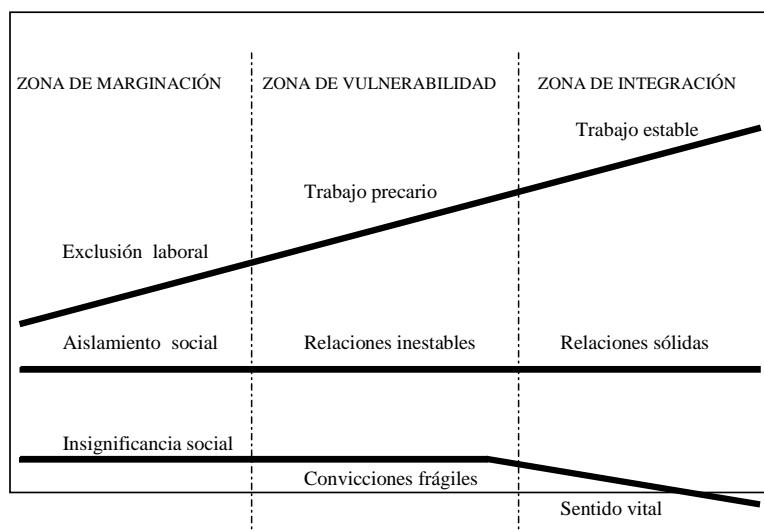 ZONA DE MARGINACIÓN
ZONA DE VULNERABILIDAD
ZONA DE INTEGRACIÓN
Trabajo estable
Trabajo precario
Exclusión laboral
Aislamiento social
Relaciones inestables
Relaciones sólidas
Insignificancia social
Convicciones frágiles
Sentido vital